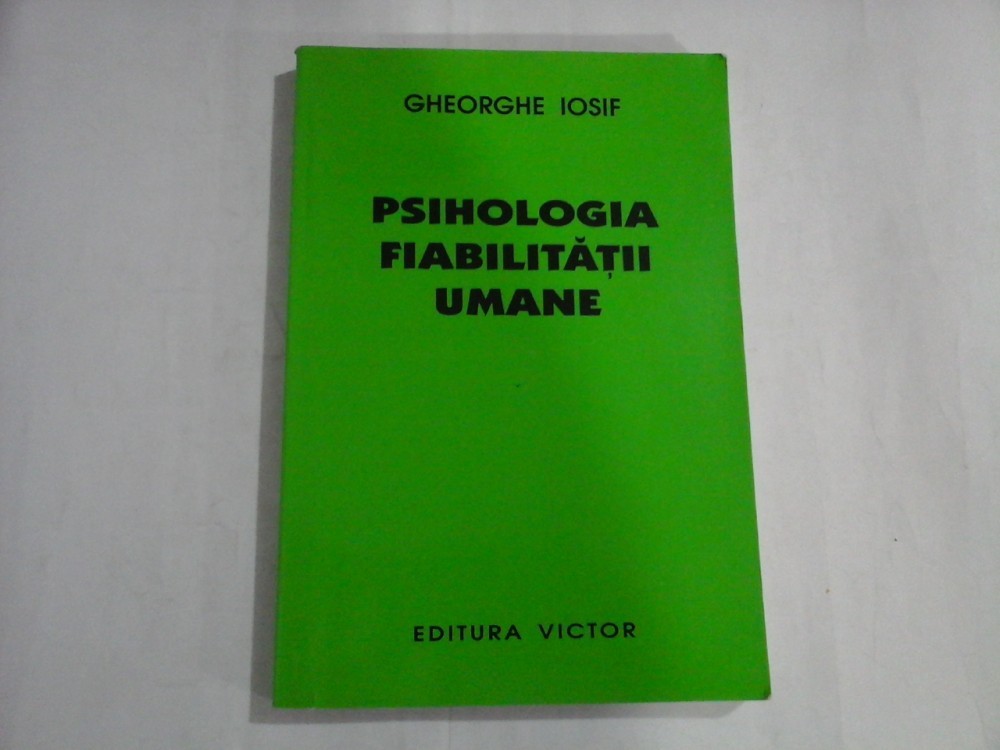 GHEORGHE IOSIF
PSIHOLOGIA
FIABILITĂȚII
UMANE
EDITURA VICTOR